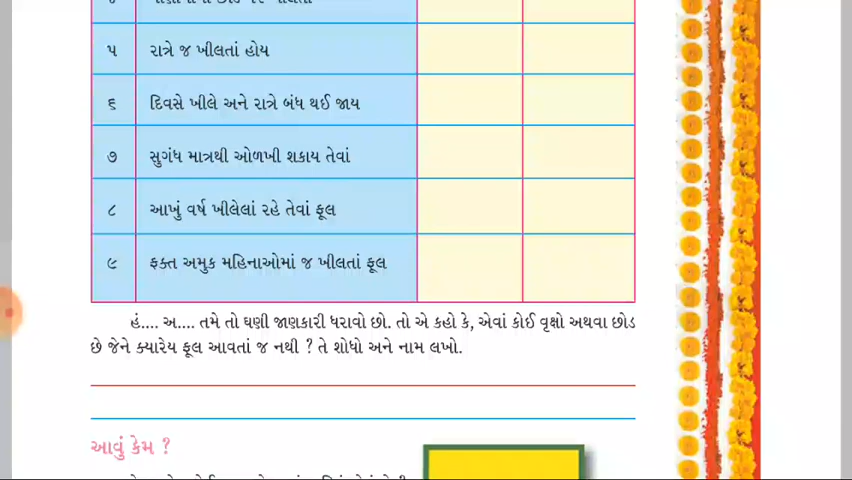 ૫ રાત્રે જ ખીલતાં હોય
૬ દિવસે ખીલે અને રાત્રે બંધ થઈ જાય
૭ સુગંધ માત્રથી ઓળખી શકાય તેવાં
૮ આખું વર્ષ ખીલેલાં રહે તેવાં ફૂલ
૯ ફક્ત અમુક મહિનાઓમાં જ ખીલતાં ફૂલ
હં.... અ.... તમે તો ઘણી જાણકારી ધરાવો છો. તો એ કહો કે, એવાં કોઈ વૃક્ષો અથવા છોડ
છે જેને ક્યારેય ફૂલ આવતાં જ નથી ? તે શોધો અને નામ લખો.
આવું કેમ ?